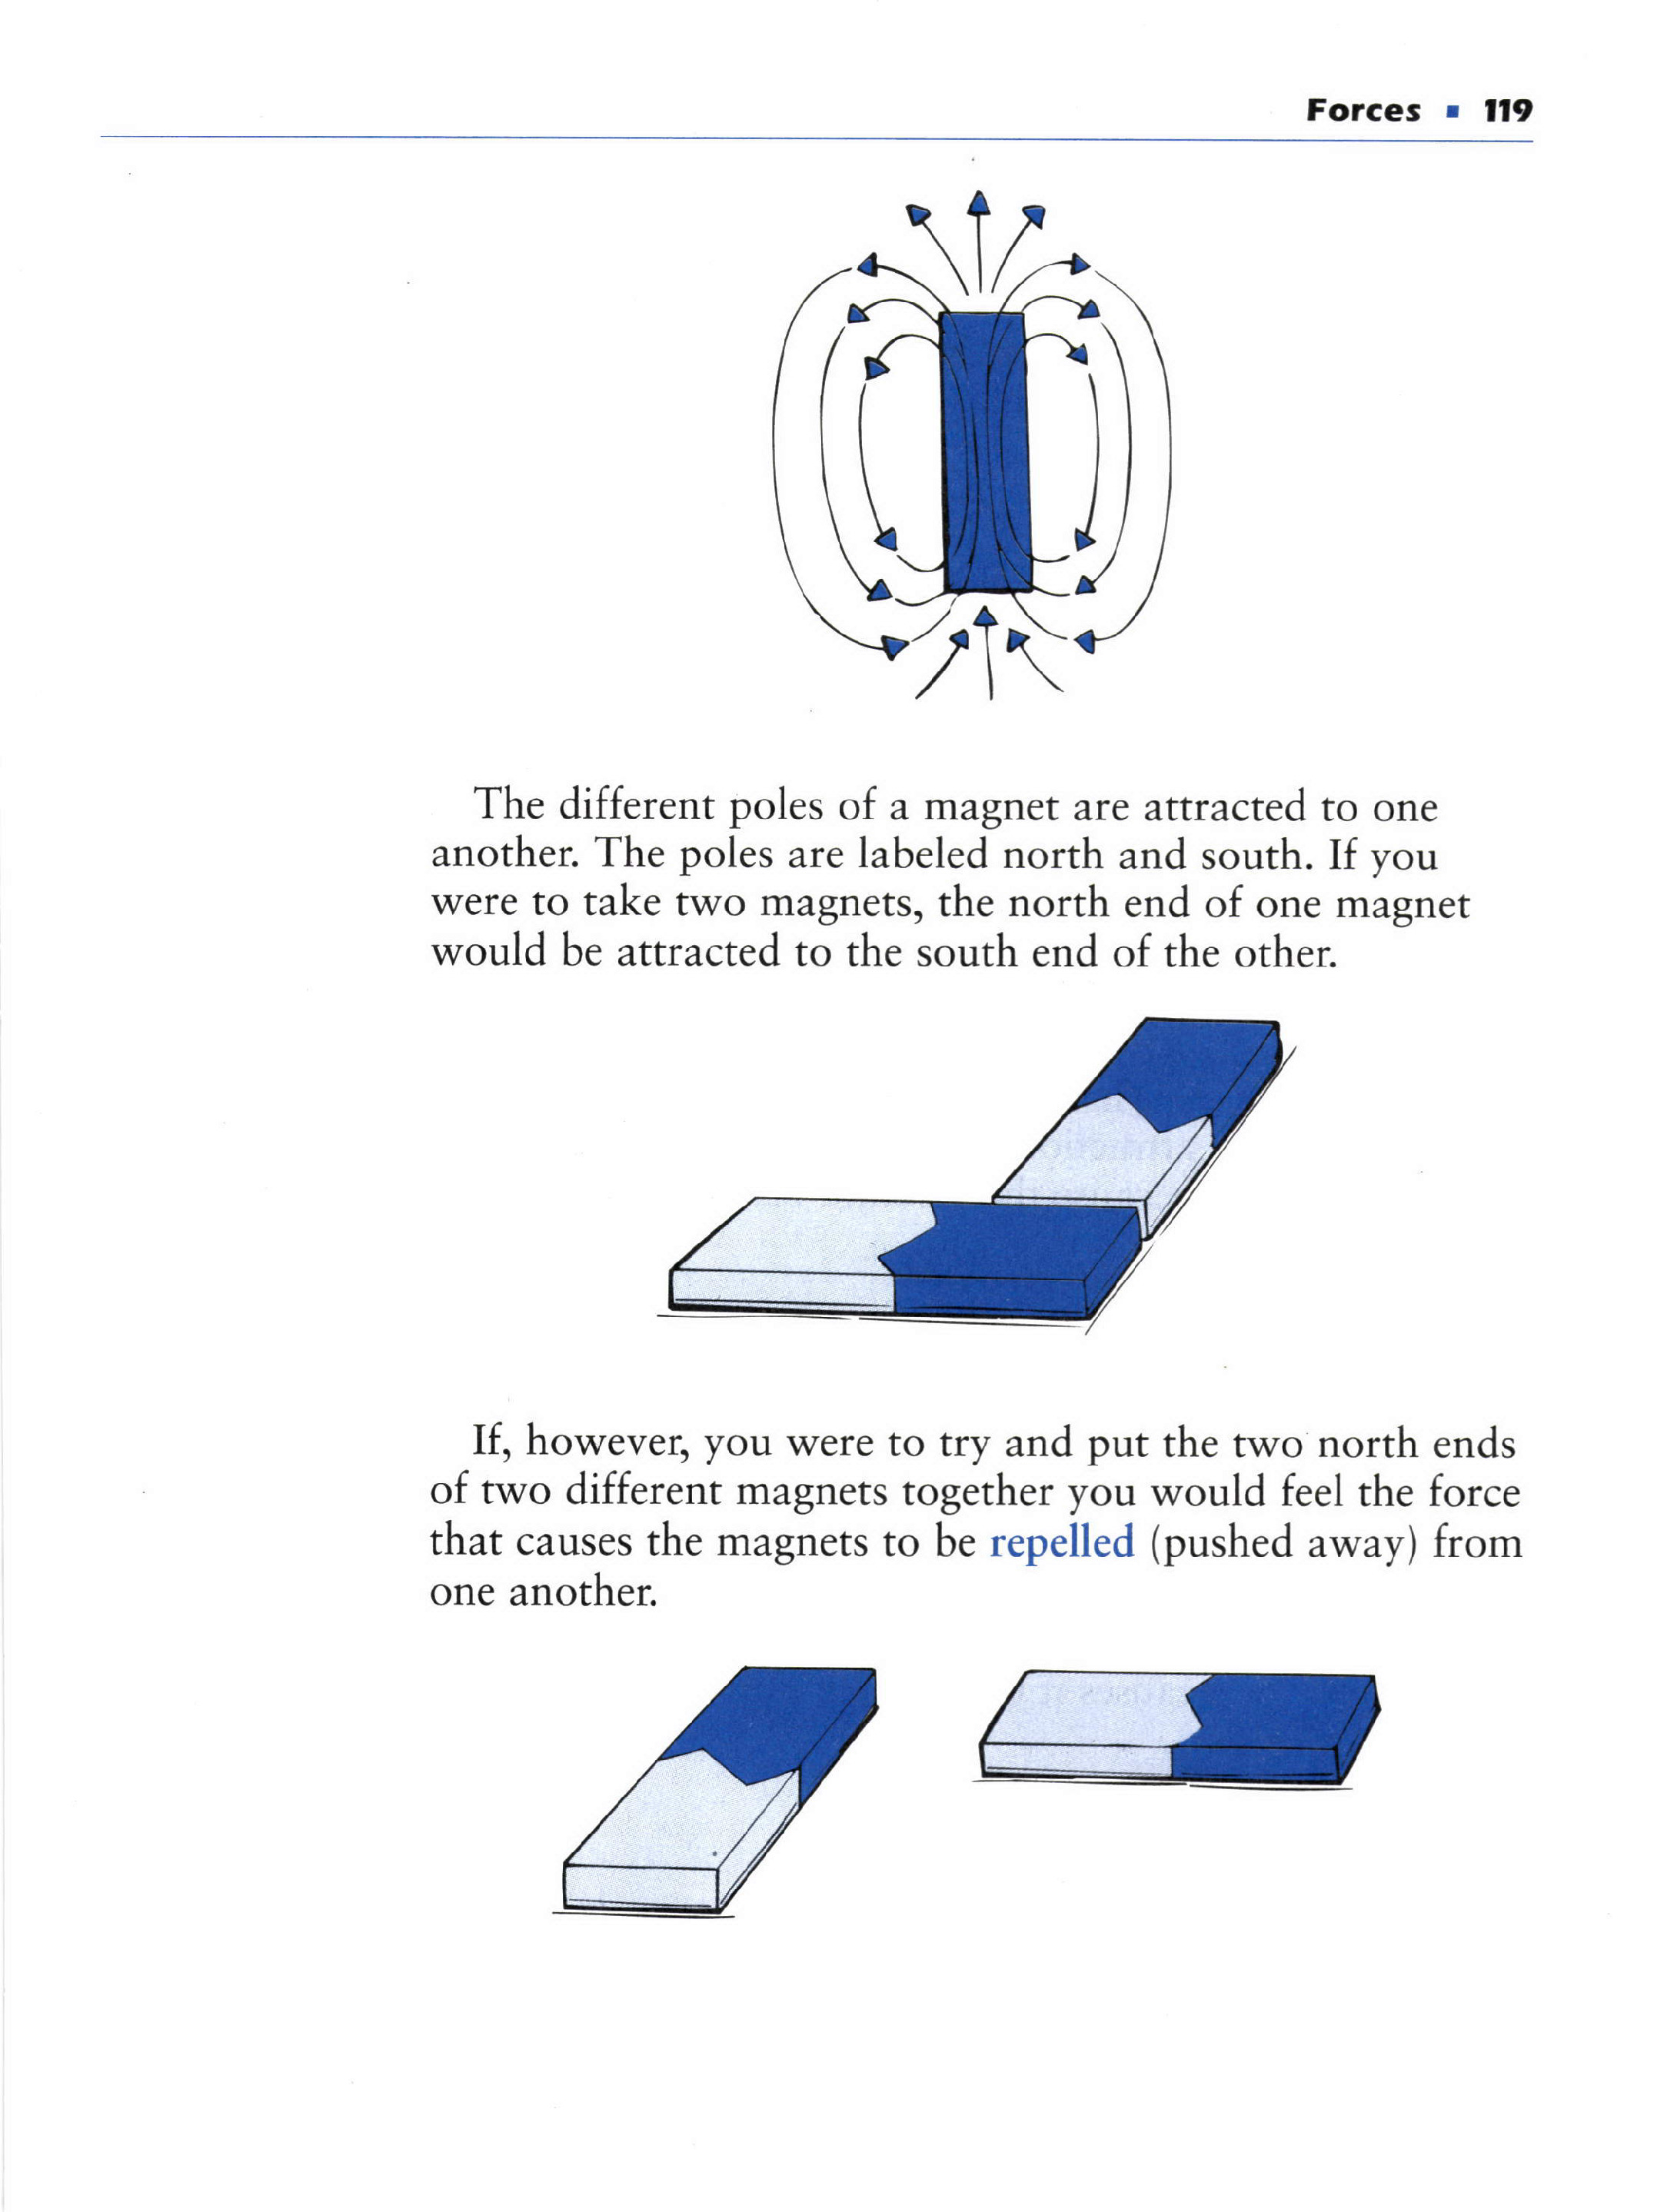 Forces ▪ 119
The different poles of a magnet are attracted to one
another. The poles are labeled north and south. If you
were to take two magnets, the north end of one magnet
would be attracted to the south end of the other.
If, however, you were to try and put the two north ends
of two different magnets together you would feel the force
that causes the magnets to be repelled (pushed away) from
one another.